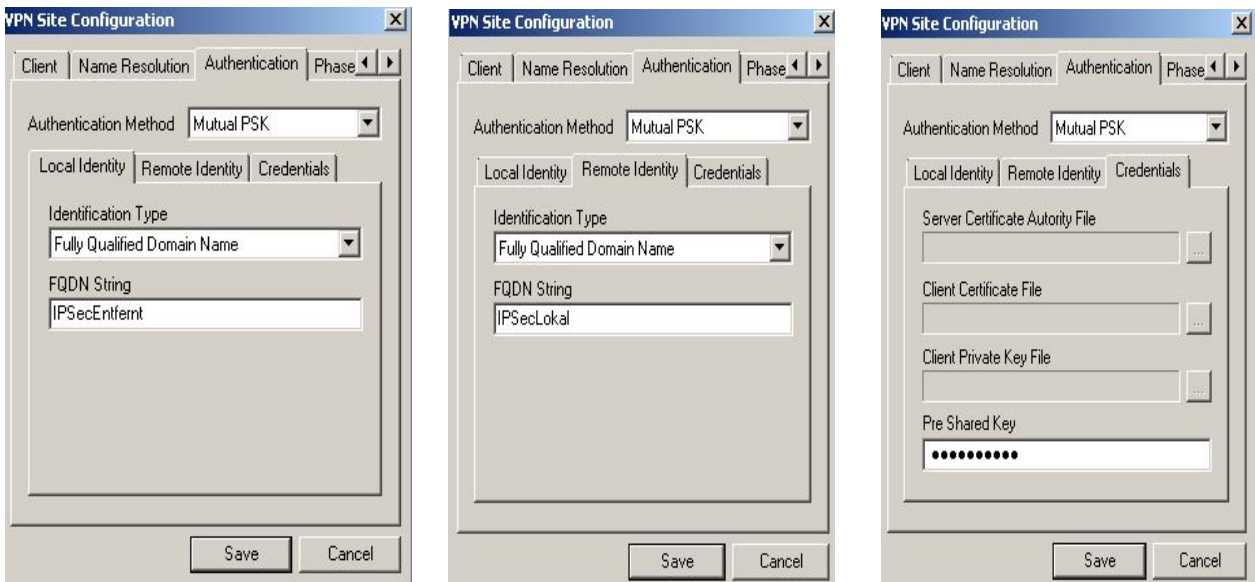 VPN Site Configuration
Client
Name Resolution
Authentication
Phase
Authentication Method
Mutual PSK
Local Identity
Remote Identity
Credentials
Identification Type
Fully Qualified Domain Name
FQDN String
IPSecEntfernt
Save
Cancel
VPN Site Configuration
Client
Name Resolution
Authentication
Phase
Authentication Method
Mutual PSK
Local Identity
Remote Identity
Credentials
Identification Type
Fully Qualified Domain Name
FQDN String
IPSecLokal
Save
Cancel
VPN Site Configuration
Client
Name Resolution
Authentication
Phase
Authentication Method
Mutual PSK
Local Identity
Remote Identity
Credentials
Server Certificate Autority File
...
Client Certificate File
...
Client Private Key File
...
Pre Shared Key
●●●●●●●●●●
Save
Cancel